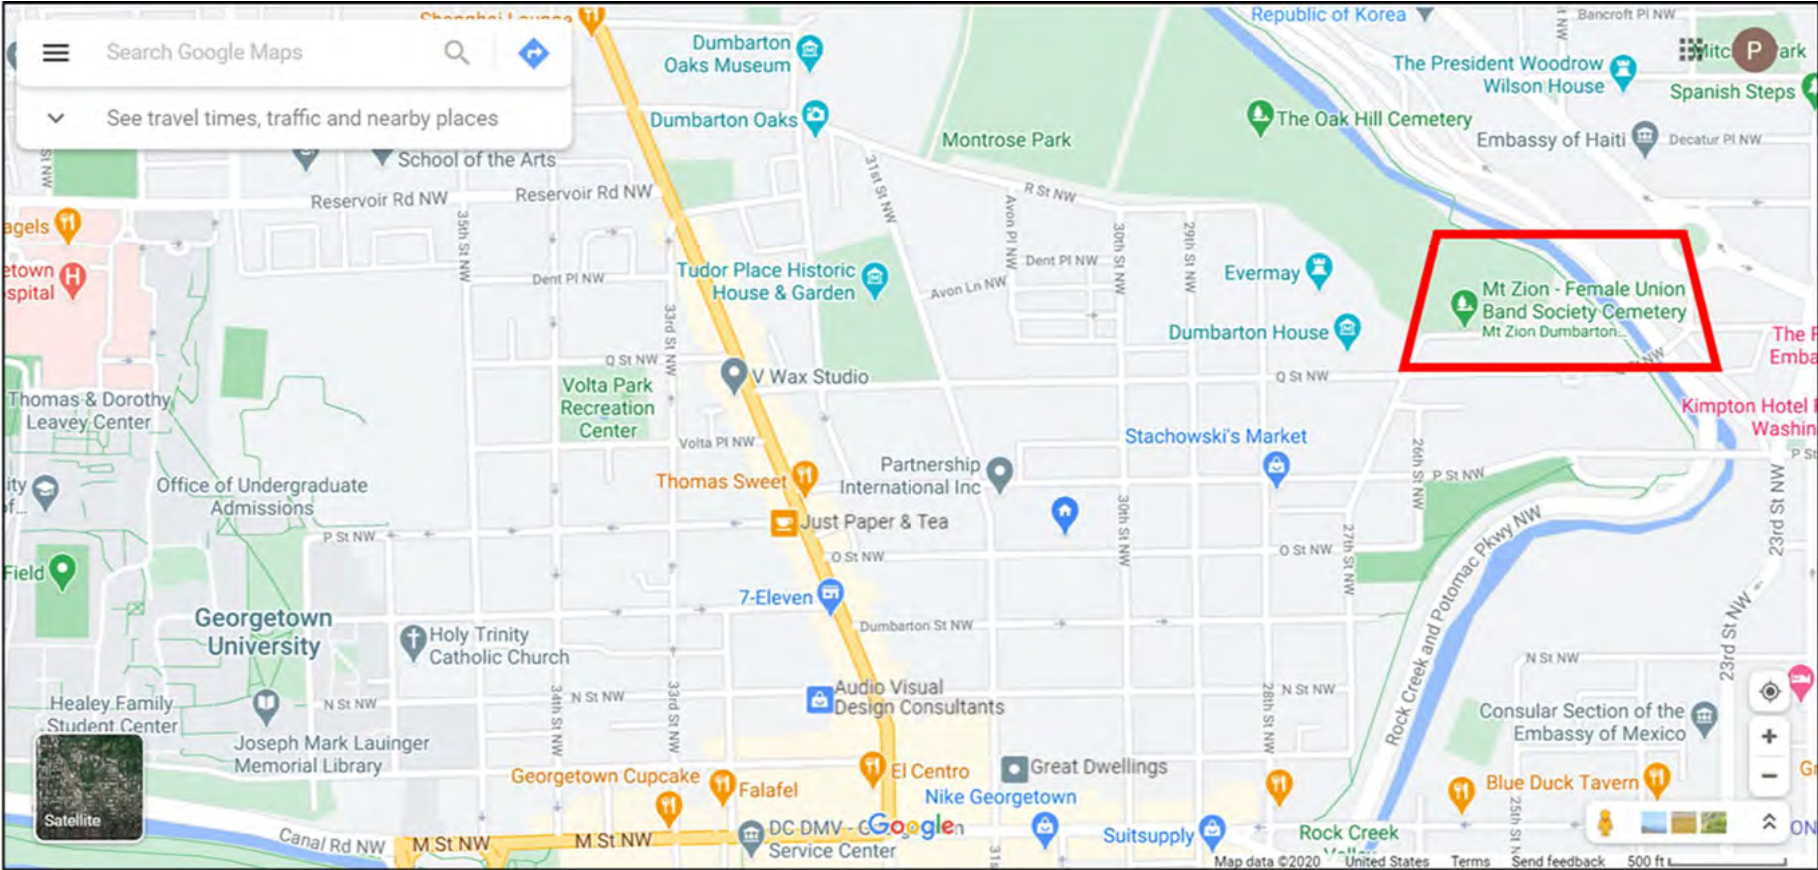 Shanghai Lounge
Search Google Maps
See travel times, traffic and nearby places
Dumbarton
Oaks Museum
Republic of Korea
Bancroft Pl NW
The President Woodrow
Wilson House
P
Spanish Steps
Dumbarton Oaks
Montrose Park
The Oak Hill Cemetery
Embassy of Haiti
Decatur Pl NW
School of the Arts
Reservoir Rd NW
Reservoir Rd NW
31st St NW
R St NW
35th St NW
Avon Pl NW
30th St NW
29th St NW
agels
etown
spital
H
Dent Pl NW
Tudor Place Historic
House & Garden
Avon Ln NW
Dent Pl NW
Evermay
Mt Zion - Female Union
Band Society Cemetery
Mt Zion Dumbarton...
Dumbarton House
33rd St NW
Q St NW
V Wax Studio
Q St NW
Thomas & Dorothy
Leavey Center
Volta Park
Recreation
Center
Volta Pl NW
Kimpton Hotel
Washin
Stachowski's Market
26th St NW
P St NW
P St
Office of Undergraduate
Admissions
Thomas Sweet
Partnership
International Inc
Just Paper & Tea
P St NW
30th St NW
O St NW
O St NW
27th St NW
23rd St NW
Field
7-Eleven
Rock Creek and Potomac Pkwy NW
Georgetown
University
Holy Trinity
Catholic Church
Dumbarton St NW
23rd St NW
N St NW
Healey Family
Student Center
N St NW
34th St NW
N St NW
33rd St NW
Audio Visual
Design Consultants
28th St NW
N St NW
Consular Section of the
Embassy of Mexico
Joseph Mark Lauinger
Memorial Library
Satellite
Georgetown Cupcake
Falafel
El Centro
Great Dwellings
Nike Georgetown
Blue Duck Tavern
25th St N
Canal Rd NW
M St NW
M St NW
DC DMV -
Service Center
Google
Suitsupply
Rock Creek
Map data ©2020
United States
Terms
Send feedback
500 ft